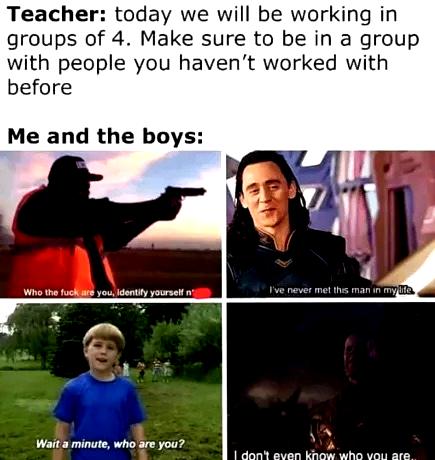 Teacher: today we will be working in
groups of 4. Make sure to be in a group
with people you haven't worked with
before
Me and the boys:
Who the fuck are you, Identify yourself n
I've never met this man in my life.
Wait a minute, who are you?
I don't even know who you are.